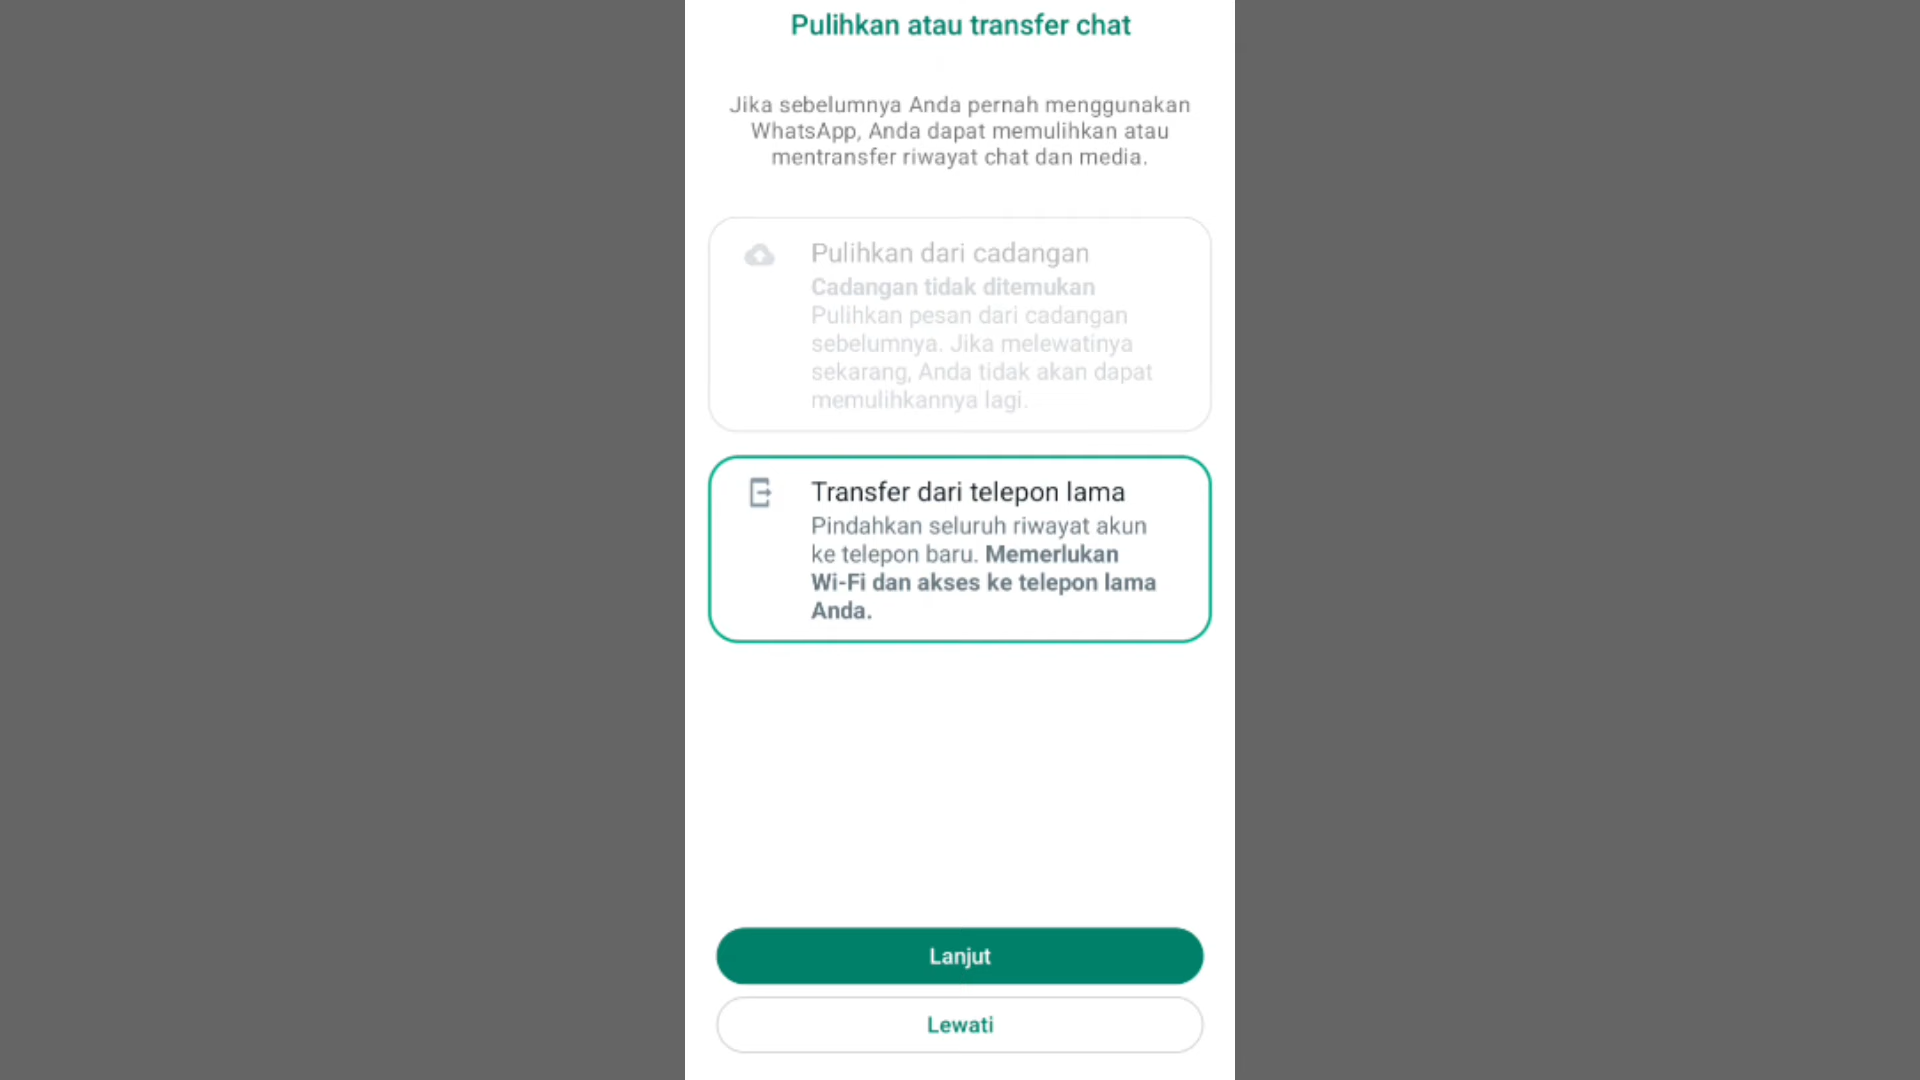 Pulihkan atau transfer chat
Jika sebelumnya Anda pernah menggunakan
WhatsApp, Anda dapat memulihkan atau
mentransfer riwayat chat dan media.
Pulihkan dari cadangan
Cadangan tidak ditemukan
Pulihkan pesan dari cadangan
sebelumnya. Jika melewatinya
sekarang, Anda tidak akan dapat
memulihkannya lagi.
Transfer dari telepon lama
Pindahkan seluruh riwayat akun
ke telepon baru. Memerlukan
Wi-Fi dan akses ke telepon lama
Anda.
Lanjut
Lewati